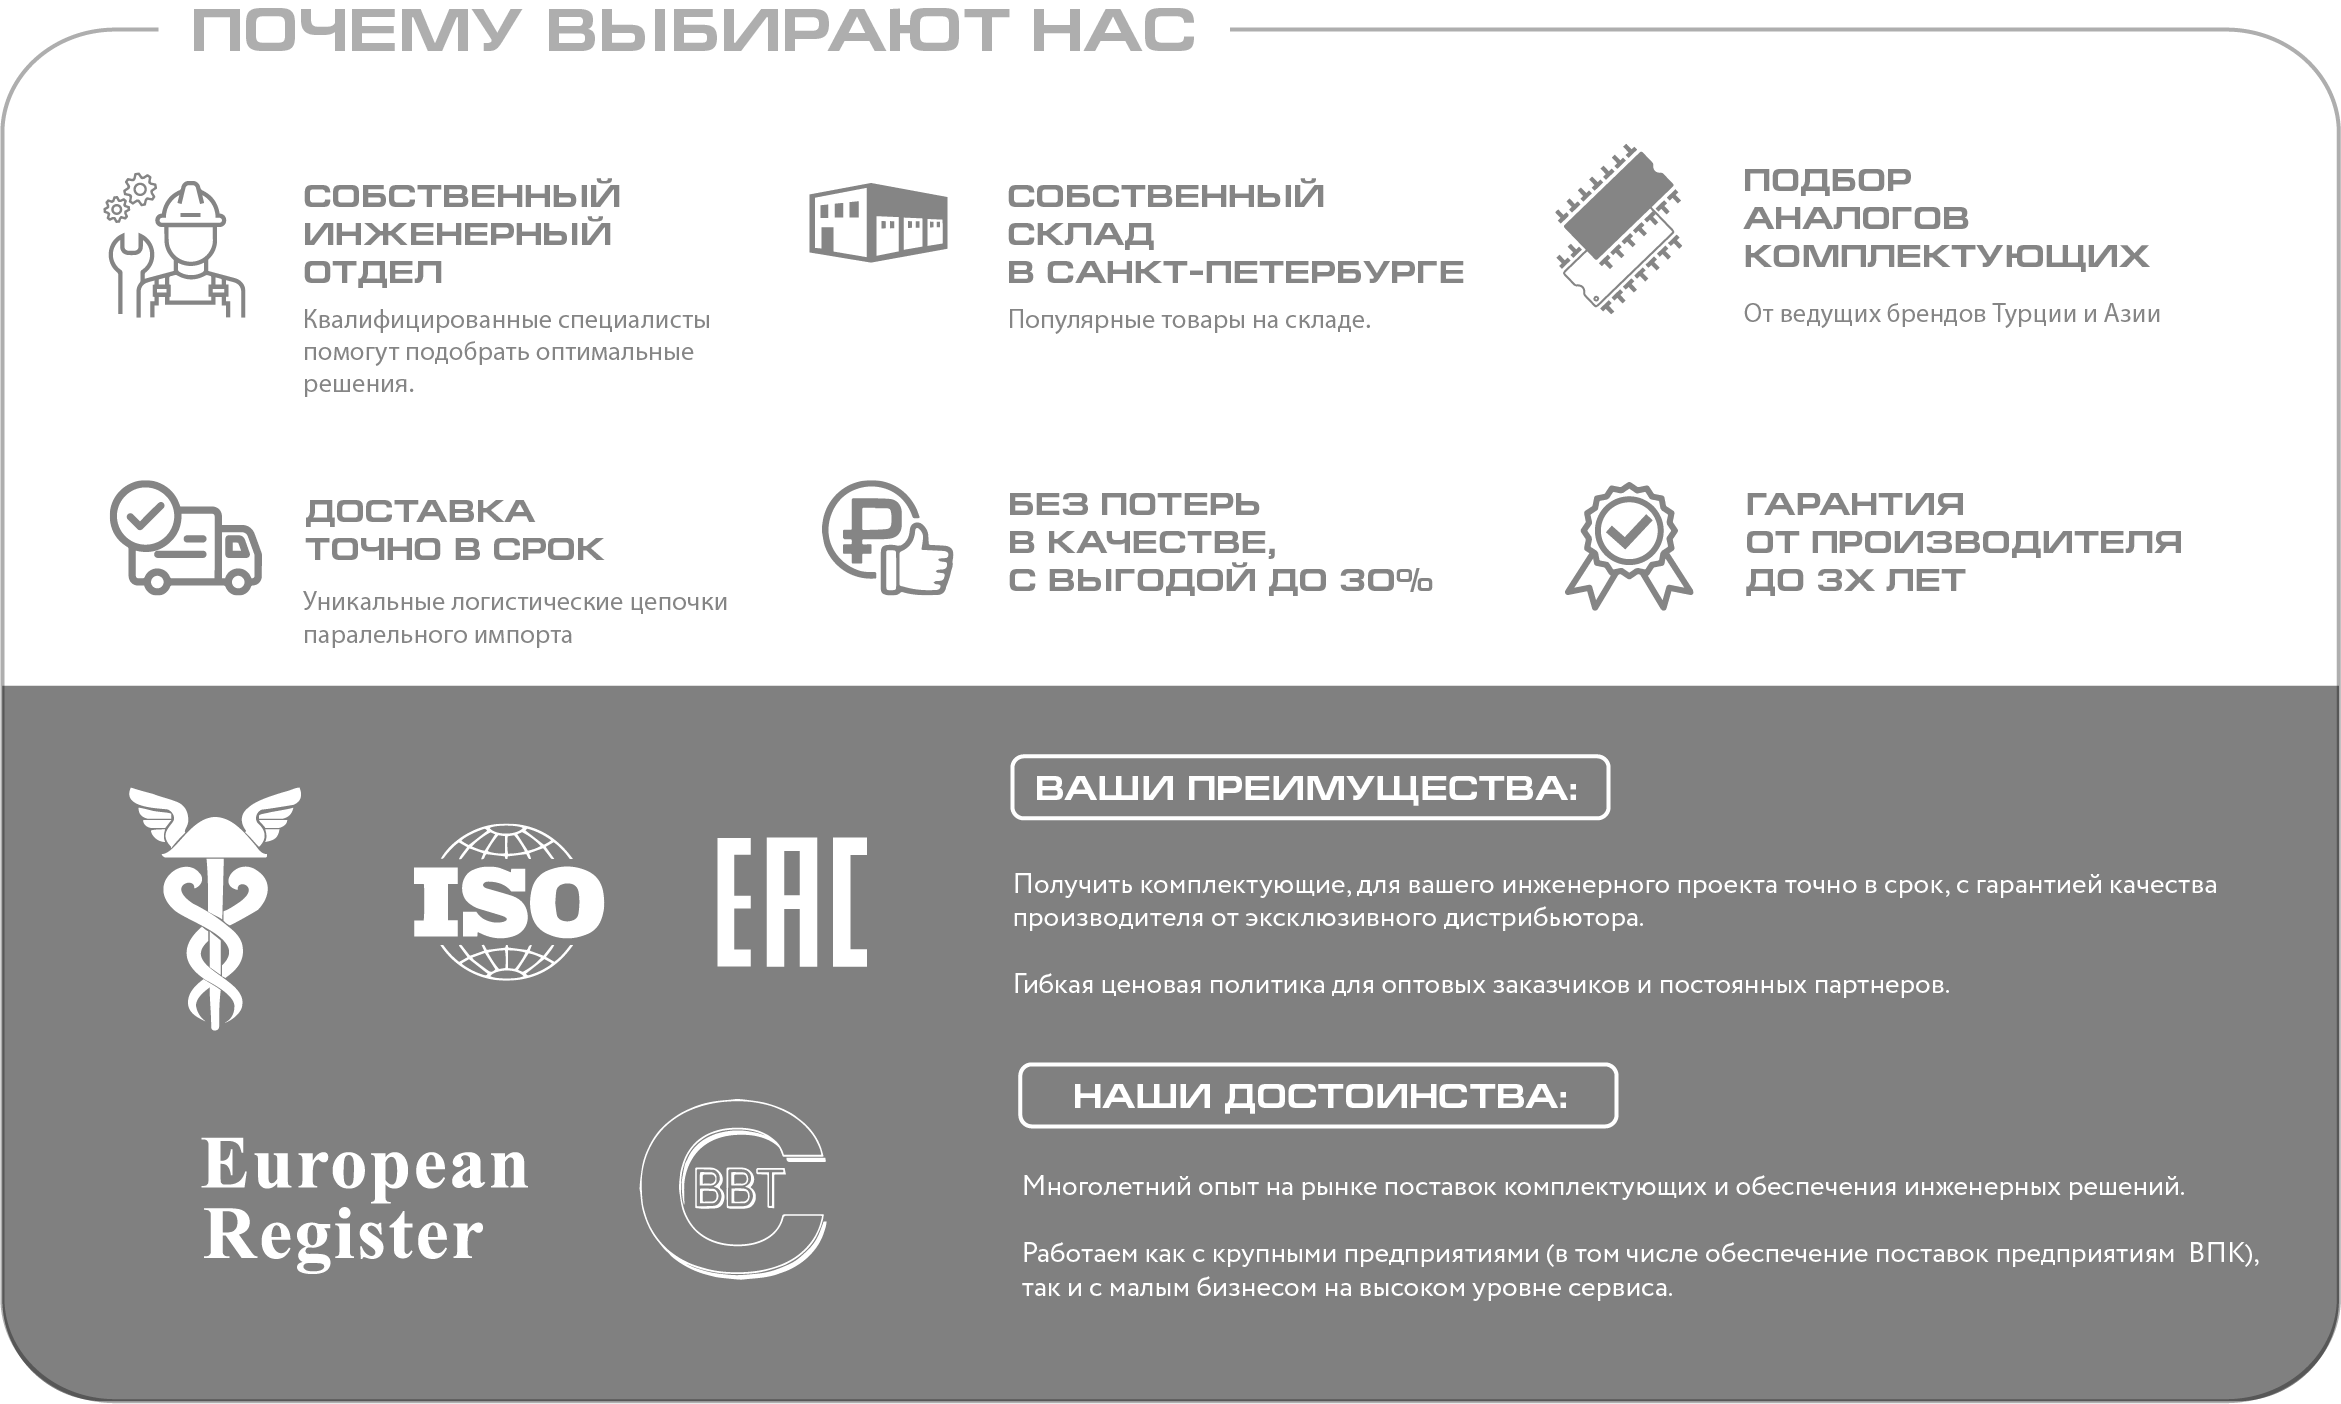 ПОЧЕМУ ВЫБИРАЮТ НАС
СОБСТВЕННЫЙ
ИНЖЕНЕРНЫЙ
ОТДЕЛ
Квалифицированные специалисты
помогут подобрать оптимальные
решения.
СОБСТВЕННЫЙ
СКЛАД
В САНКТ-ПЕТЕРБУРГЕ
Популярные товары на складе.
ПОДБОР
АНАЛОГОВ
КОМПЛЕКТУЮЩИХ
От ведущих брендов Турции и Азии
ДОСТАВКА
ТОЧНО В СРОК
Уникальные логистические цепочки
паралельного импорта
БЕЗ ПОТЕРЬ
В КАЧЕСТВЕ,
С ВЫГОДОЙ ДО 30%
ГАРАНТИЯ
ОТ ПРОИЗВОДИТЕЛЯ
ДО 3Х ЛЕТ
ISO
EAC
European
Register
С
ВВТ
ВАШИ ПРЕИМУЩЕСТВА:
Получить комплектующие, для вашего инженерного проекта точно в срок, с гарантией качества
производителя от эксклюзивного дистрибьютора.
Гибкая ценовая политика для оптовых заказчиков и постоянных партнеров.
НАШИ ДОСТОИНСТВА:
Многолетний опыт на рынке поставок комплектующих и обеспечения инженерных решений.
Работаем как с крупными предприятиями (в том числе обеспечение поставок предприятиям ВПК),
так и с малым бизнесом на высоком уровне сервиса.